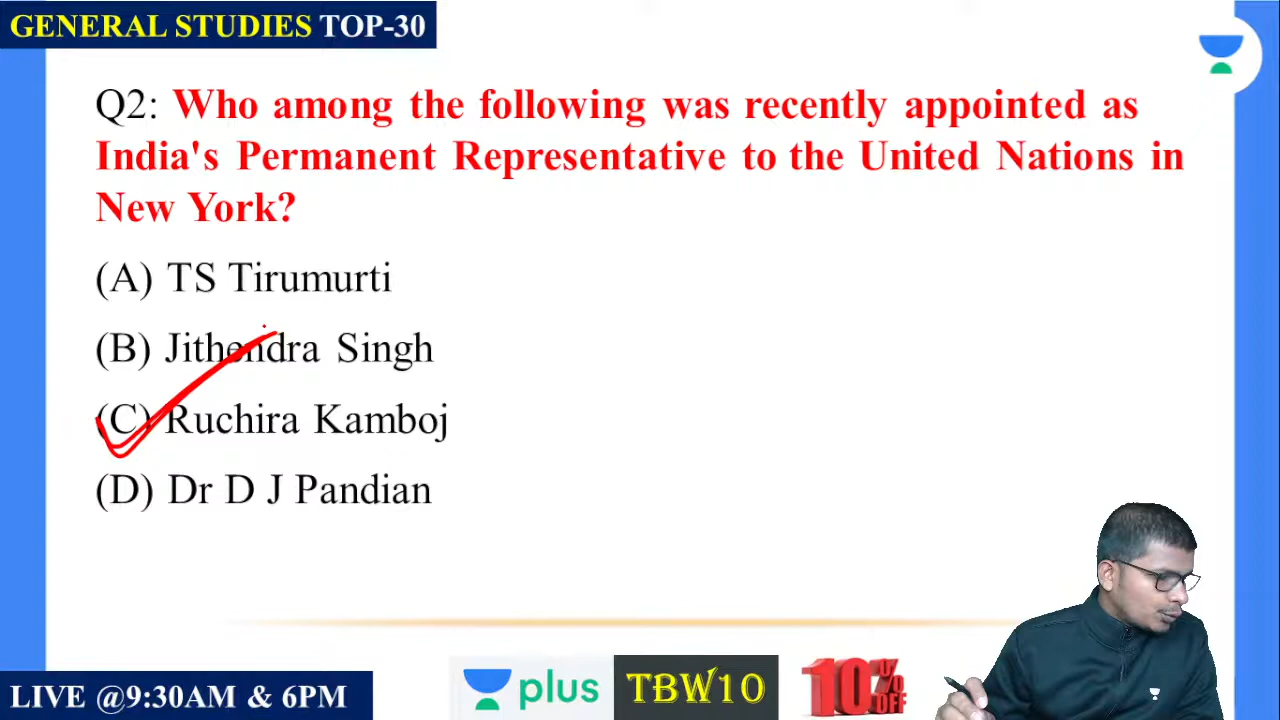 GENERAL STUDIES TOP-30
Q2: Who among the following was recently appointed as
India's Permanent Representative to the United Nations in
New York?
(A) TS Tirumurti
(B) Jithendra Singh
(C) Ruchira Kamboj
(D) Dr D J Pandian
LIVE @9:30AM & 6PM
plus
TBW10
10% OFF